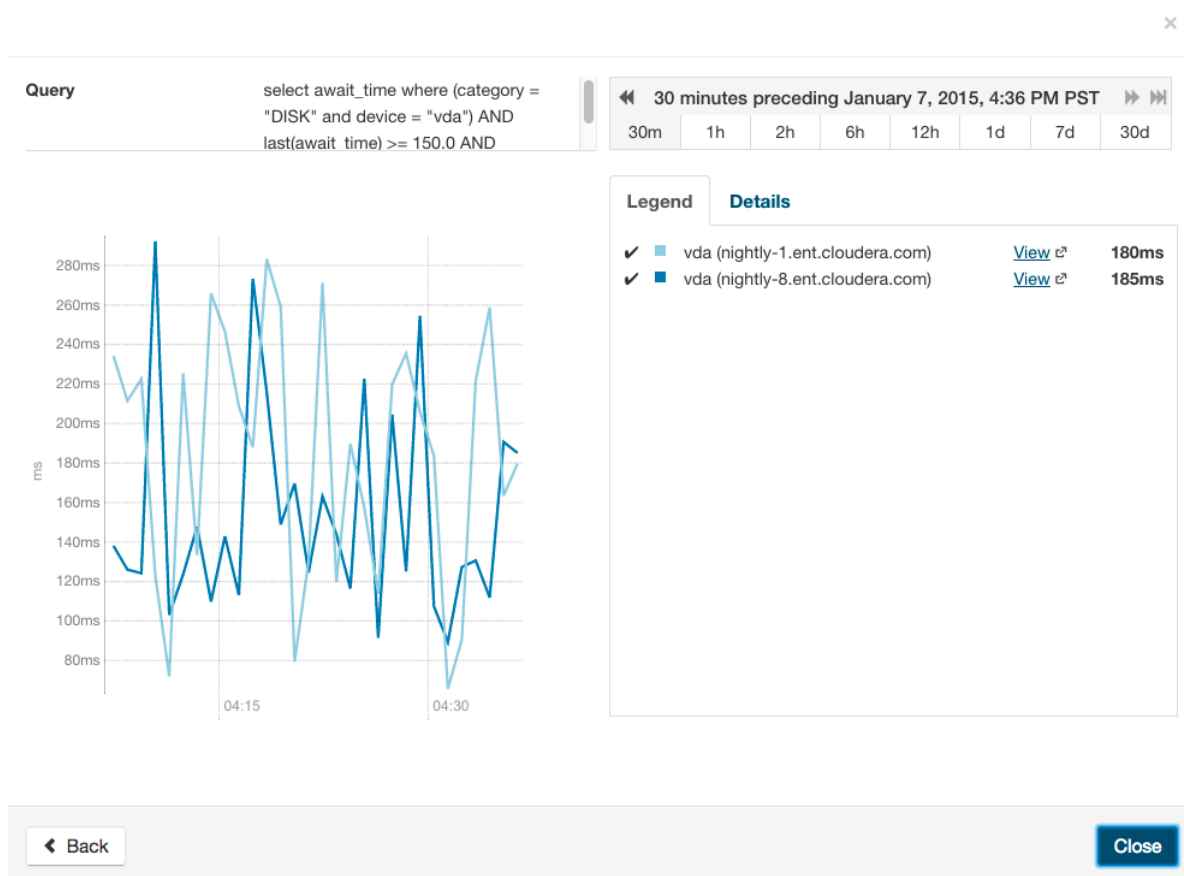 ×
Query
select await_time where (category =
"DISK" and device = "vda") AND
last(await_time) >= 150.0 AND
30 minutes preceding January 7, 2015, 4:36 PM PST
30m 1h 2h 6h 12h 1d 7d 30d
Legend Details
✔ vda (nightly-1.ent.cloudera.com) View 180ms
✔ vda (nightly-8.ent.cloudera.com) View 185ms
280ms
260ms
240ms
220ms
200ms
180ms
160ms
140ms
120ms
100ms
80ms
ms
04:15 04:30
Back
Close